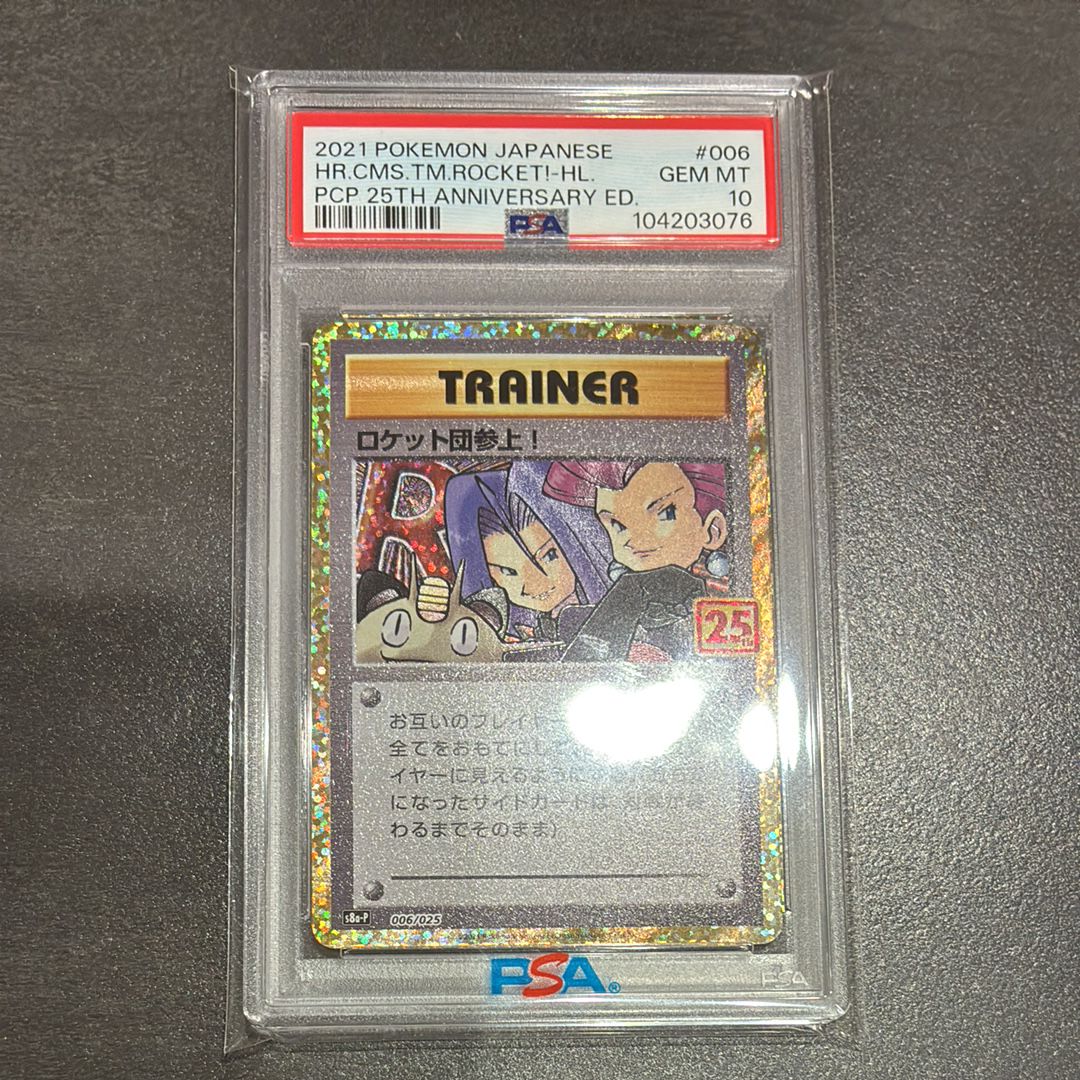 2021 POKEMON JAPANESE #006
HR.CMS.TM.ROCKET!-HL. GEM MT
PCP 25TH ANNIVERSARY ED. 10
PSA 104203076
TRAINER
ロケット団参上!
25th
お互いのプレイヤー
全てをおもてにして
イヤーに見えるように
になったサイドカードは
わるまでそのまま)
s8a-P 006/025
PSA®
PSA